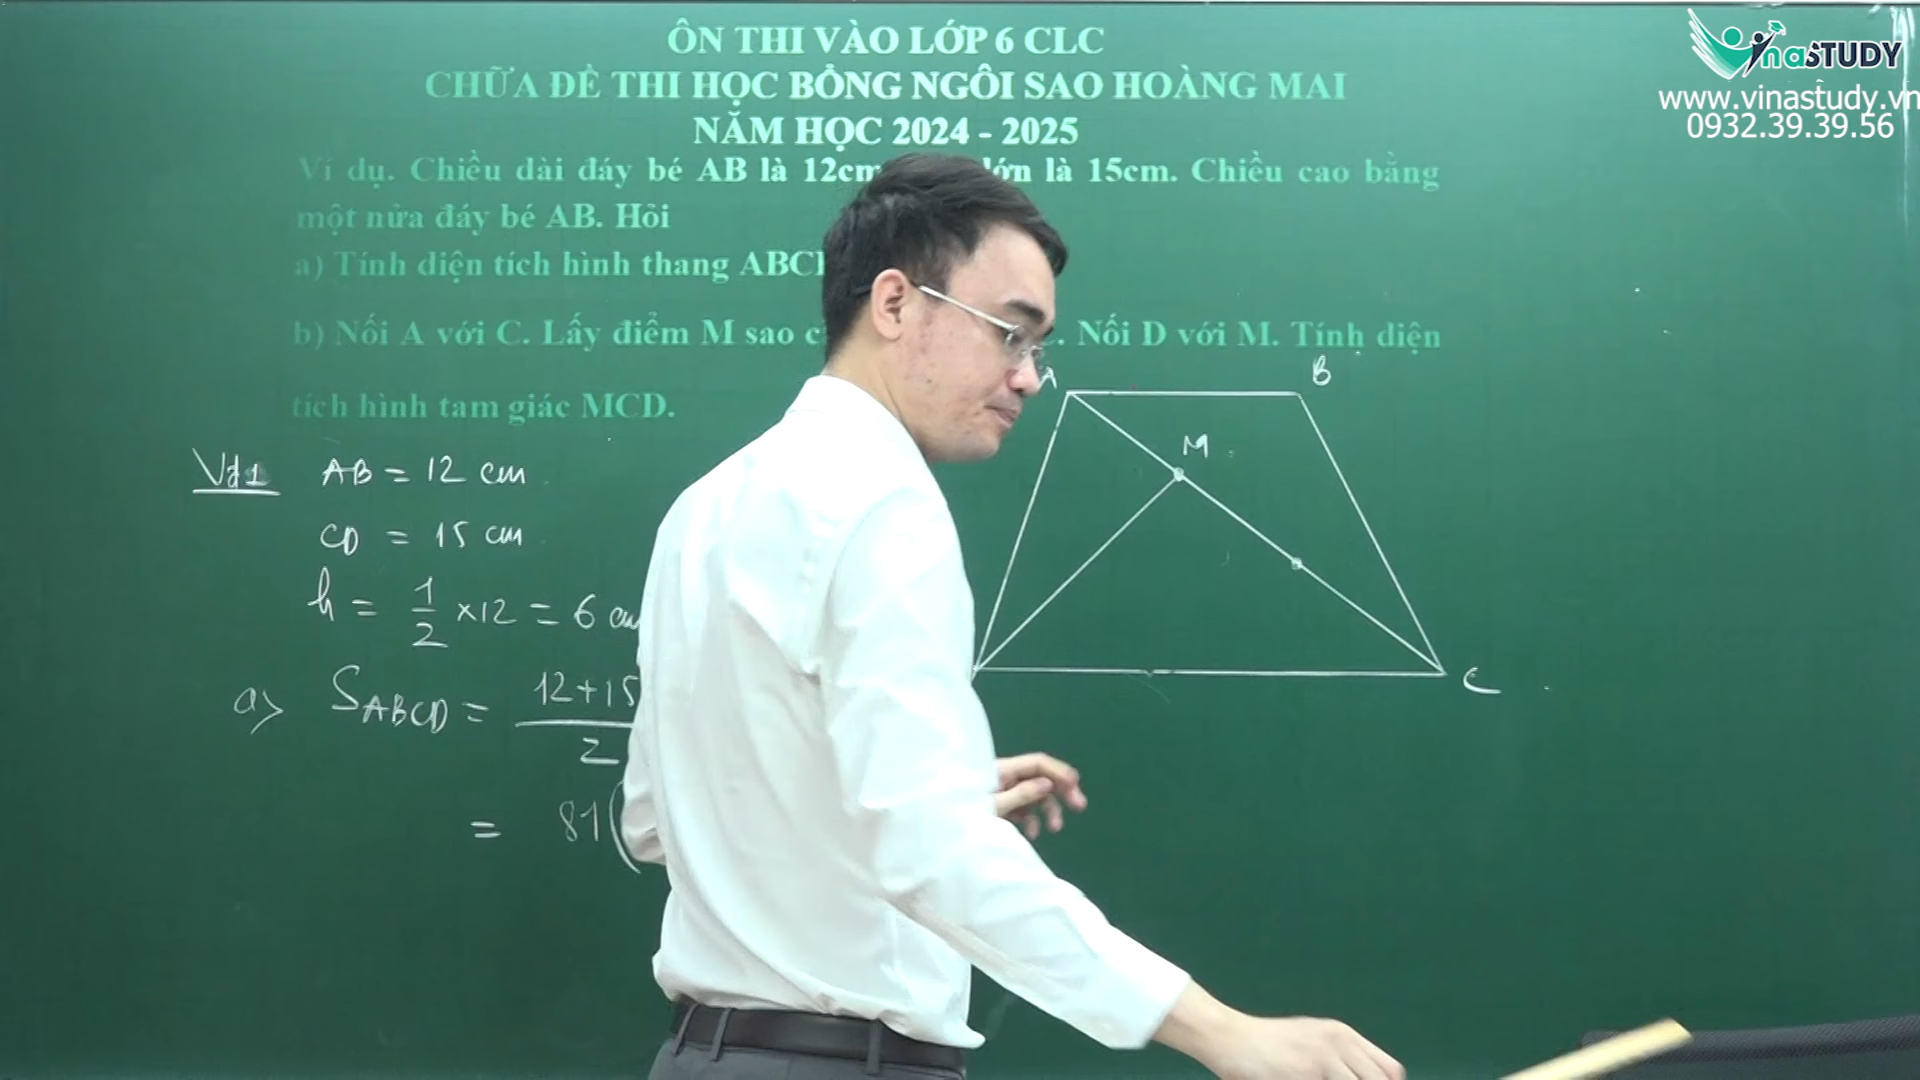 ÔN THI VÀO LỚP 6 CLC
CHỮA ĐỀ THI HỌC BỔNG NGÔI SAO HOÀNG MAI
NĂM HỌC 2024 - 2025
VinaSTUDY
www.vinastudy.vn
0932.39.39.56
Ví dụ. Chiều dài đáy bé AB là 12cm lớn là 15cm. Chiều cao bằng
một nửa đáy bé AB. Hỏi
a) Tính diện tích hình thang ABC
b) Nối A với C. Lấy điểm M sao C. Nối D với M. Tính diện
tích hình tam giác MCD.
Vd1 AB = 12 cm
CD = 15 cm
h = 1/2 × 12 = 6 cm
a) S ABCD = 12+15 / 2
= 81 (
A
B
M
C